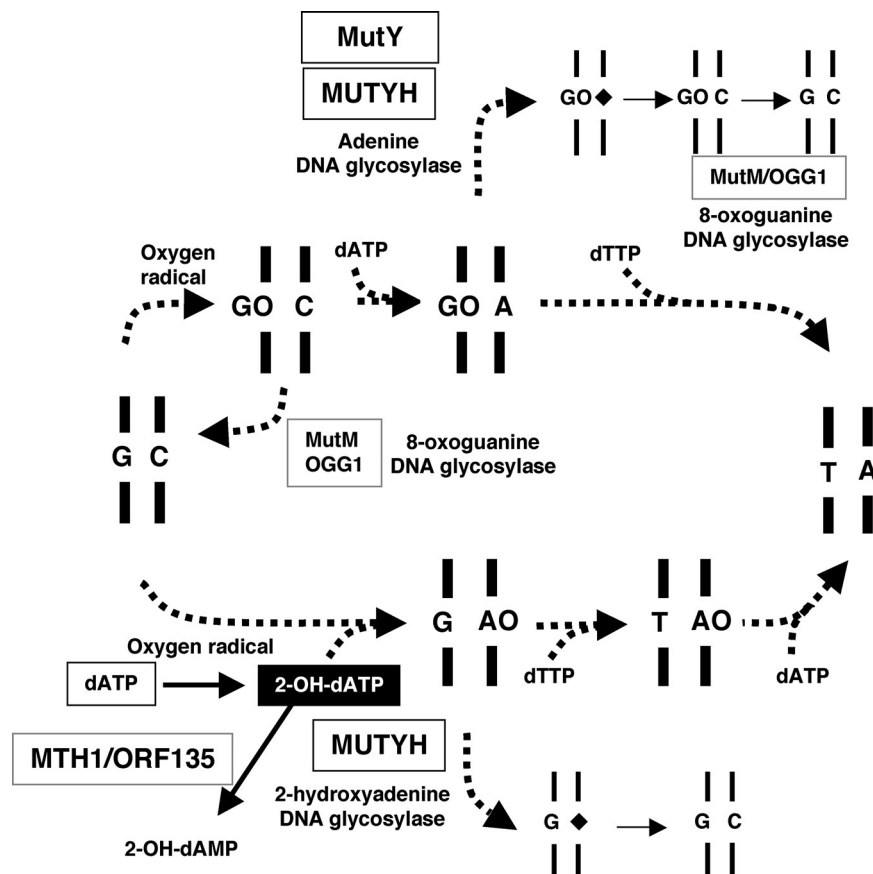 MutY
MUTYH
Adenine
DNA glycosylase
GO◆
GO C
G C
MutM/OGG1
8-oxoguanine
DNA glycosylase
Oxygen
radical
dATP
dTTP
GO C
GO A
G C
MutM
OGG1
8-oxoguanine
DNA glycosylase
T A
G AO
T AO
Oxygen radical
dATP
2-OH-dATP
dTTP
dATP
MTH1/ORF135
MUTYH
2-hydroxyadenine
DNA glycosylase
2-OH-dAMP
G ◆
G C